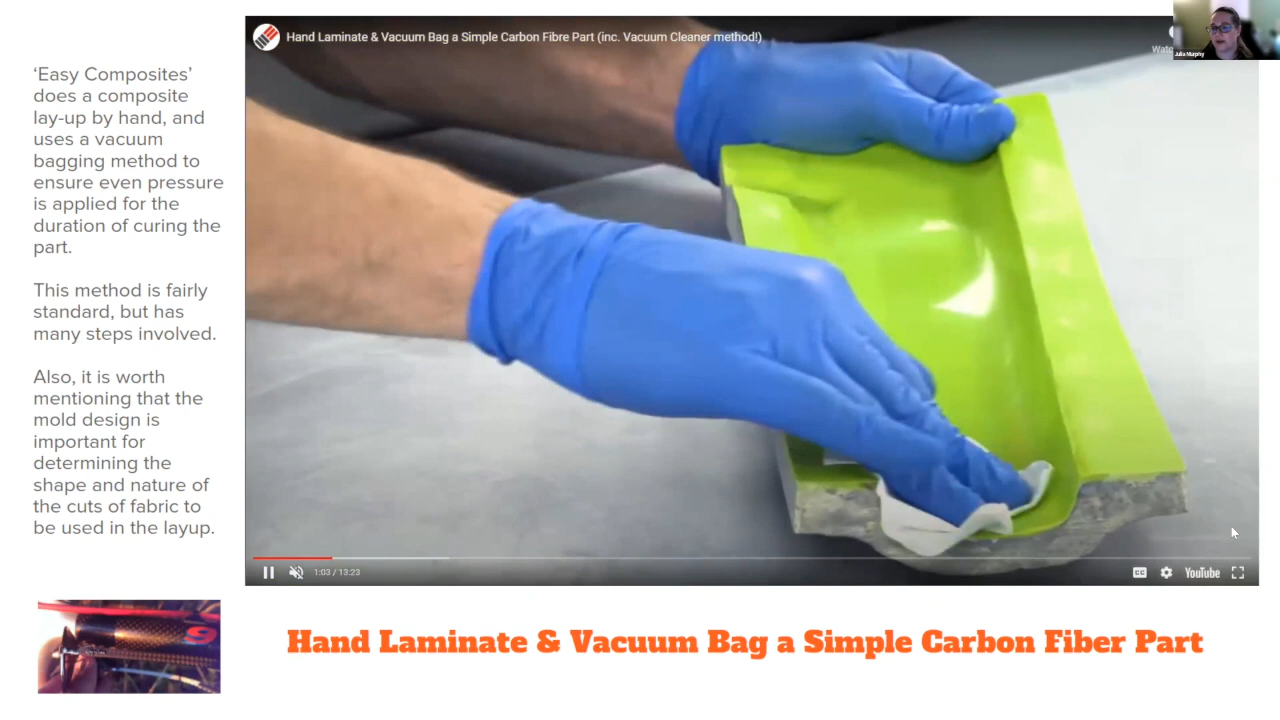 Hand Laminate & Vacuum Bag a Simple Carbon Fibre Part (inc. Vacuum Cleaner method!)
Julia Murphy
'Easy Composites'
does a composite
lay-up by hand, and
uses a vacuum
bagging method to
ensure even pressure
is applied for the
duration of curing the
part.
This method is fairly
standard, but has
many steps involved.
Also, it is worth
mentioning that the
mold design is
important for
determining the
shape and nature of
the cuts of fabric to
be used in the layup.
1:03 / 13:23
CC
YouTube
9
Hand Laminate & Vacuum Bag a Simple Carbon Fiber Part